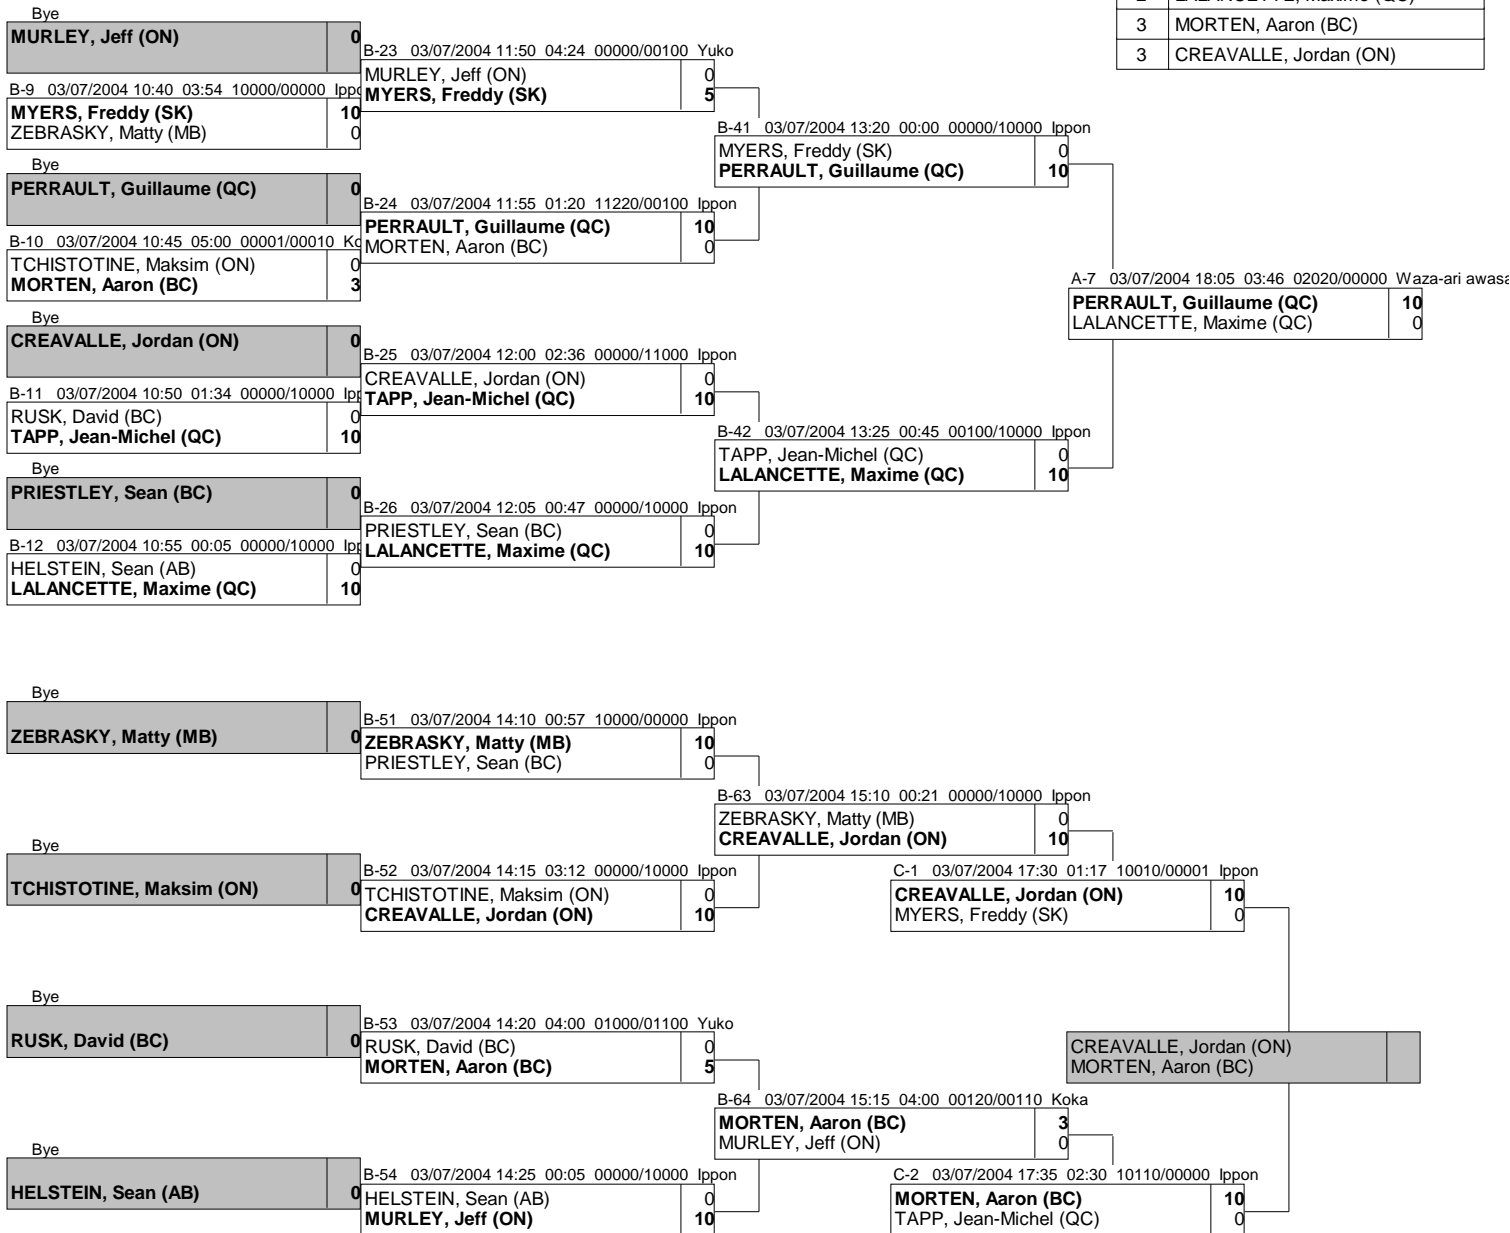 2 LALANCETTE, Maxime (QC)
3 MORTEN, Aaron (BC)
3 CREAVALLE, Jordan (ON)
Bye
MURLEY, Jeff (ON) 0
B-9 03/07/2004 10:40 03:54 10000/00000
MYERS, Freddy (SK) 10
ZEBRASKY, Matty (MB) 0
Bye
PERRAULT, Guillaume (QC) 0
B-10 03/07/2004 10:45 05:00 00001/00010
TCHISTOTINE, Maksim (ON) 0
MORTEN, Aaron (BC) 3
Bye
CREAVALLE, Jordan (ON) 0
B-11 03/07/2004 10:50 01:34 00000/10000
RUSK, David (BC) 0
TAPP, Jean-Michel (QC) 10
Bye
PRIESTLEY, Sean (BC) 0
B-12 03/07/2004 10:55 00:05 00000/10000
HELSTEIN, Sean (AB) 0
LALANCETTE, Maxime (QC) 10
B-23 03/07/2004 11:50 04:24 00000/00100 Yuko
MURLEY, Jeff (ON) 0
MYERS, Freddy (SK) 5
B-24 03/07/2004 11:55 01:20 11220/00100 Ippon
PERRAULT, Guillaume (QC) 10
MORTEN, Aaron (BC) 0
B-25 03/07/2004 12:00 02:36 00000/11000 Ippon
CREAVALLE, Jordan (ON) 0
TAPP, Jean-Michel (QC) 10
B-26 03/07/2004 12:05 00:47 00000/10000 Ippon
PRIESTLEY, Sean (BC) 0
LALANCETTE, Maxime (QC) 10
B-41 03/07/2004 13:20 00:00 00000/10000 Ippon
MYERS, Freddy (SK) 0
PERRAULT, Guillaume (QC) 10
B-42 03/07/2004 13:25 00:45 00100/10000 Ippon
TAPP, Jean-Michel (QC) 0
LALANCETTE, Maxime (QC) 10
A-7 03/07/2004 18:05 03:46 02020/00000 Waza-ari awasa
PERRAULT, Guillaume (QC) 10
LALANCETTE, Maxime (QC) 0
Bye
ZEBRASKY, Matty (MB) 0
Bye
TCHISTOTINE, Maksim (ON) 0
Bye
RUSK, David (BC) 0
Bye
HELSTEIN, Sean (AB) 0
B-51 03/07/2004 14:10 00:57 10000/00000 Ippon
ZEBRASKY, Matty (MB) 10
PRIESTLEY, Sean (BC) 0
B-52 03/07/2004 14:15 03:12 00000/10000 Ippon
TCHISTOTINE, Maksim (ON) 0
CREAVALLE, Jordan (ON) 10
B-53 03/07/2004 14:20 04:00 01000/01100 Yuko
RUSK, David (BC) 0
MORTEN, Aaron (BC) 5
B-54 03/07/2004 14:25 00:05 00000/10000 Ippon
HELSTEIN, Sean (AB) 0
MURLEY, Jeff (ON) 10
B-63 03/07/2004 15:10 00:21 00000/10000 Ippon
ZEBRASKY, Matty (MB) 0
CREAVALLE, Jordan (ON) 10
B-64 03/07/2004 15:15 04:00 00120/00110 Koka
MORTEN, Aaron (BC) 3
MURLEY, Jeff (ON) 0
C-1 03/07/2004 17:30 01:17 10010/00001 Ippon
CREAVALLE, Jordan (ON) 10
MYERS, Freddy (SK) 0
C-2 03/07/2004 17:35 02:30 10110/00000 Ippon
MORTEN, Aaron (BC) 10
TAPP, Jean-Michel (QC) 0
CREAVALLE, Jordan (ON)
MORTEN, Aaron (BC)